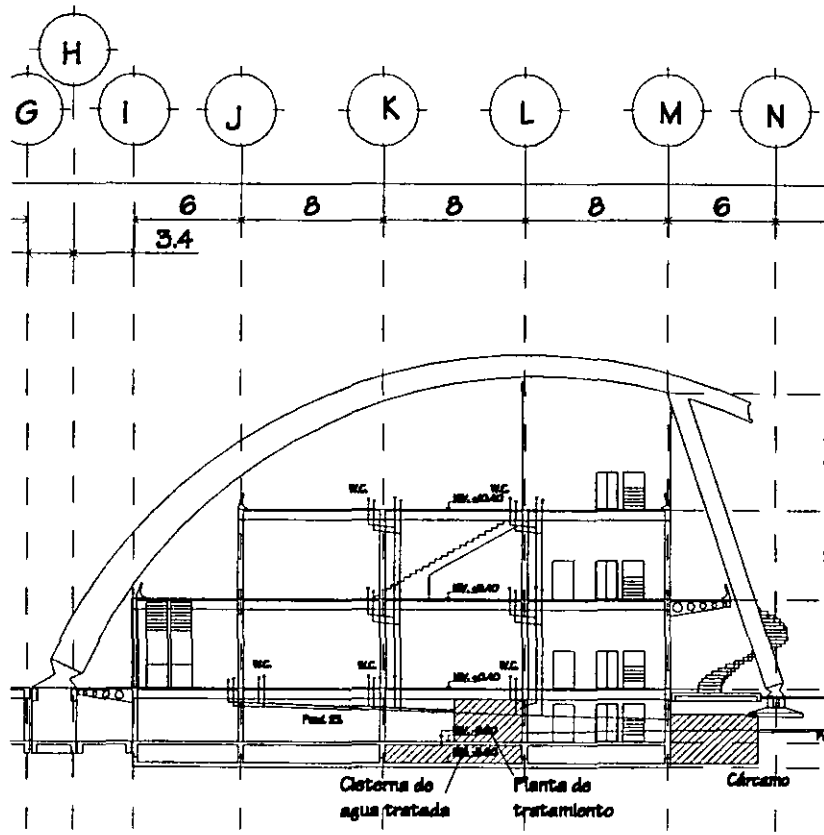 H
G I J K L M N
6 8 8 8 6
3.4
W.C. W.C.
W.C. W.C. W.C.
Cisterna de
agua tratada
Planta de
tratamiento
Cárcamo